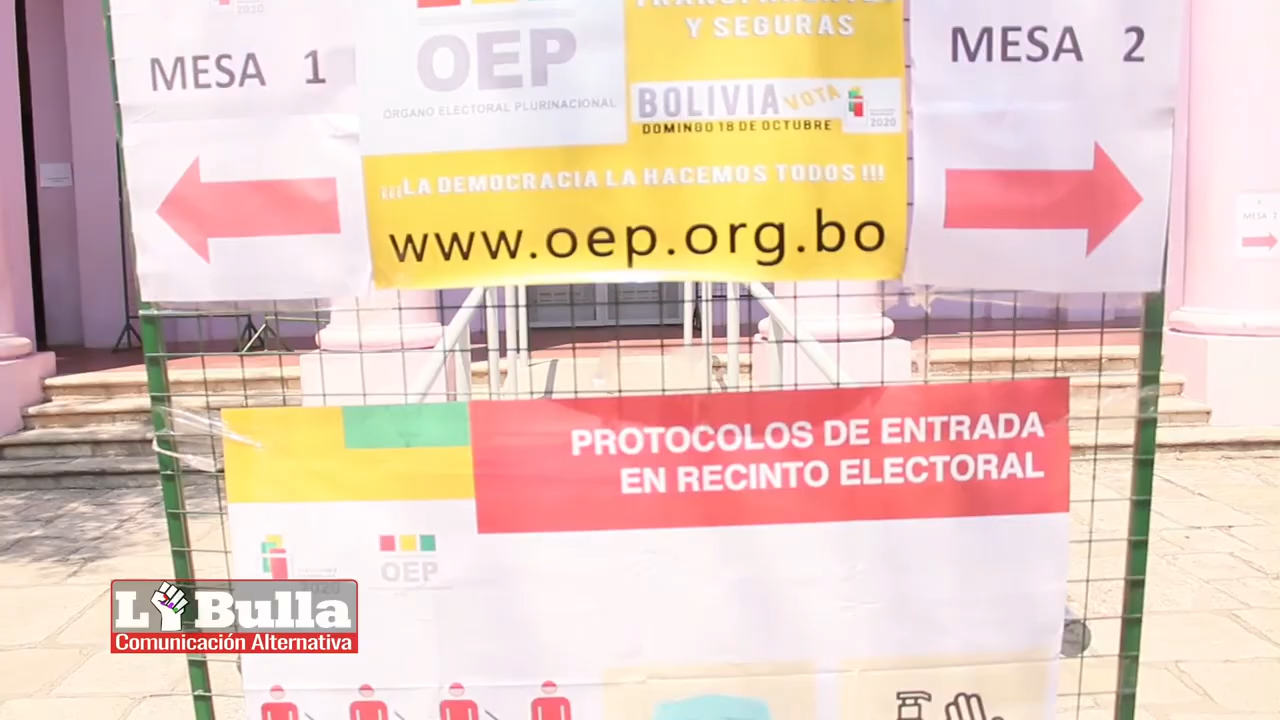 2020
MESA 1
OEP
ÓRGANO ELECTORAL PLURINACIONAL
Y SEGURAS
BOLIVIA VOTA
2020
DOMINGO 18 DE OCTUBRE
¡¡¡LA DEMOCRACIA LA HACEMOS TODOS !!!
www.oep.org.bo
MESA 2
MESA 2
PROTOCOLOS DE ENTRADA
EN RECINTO ELECTORAL
2020
OEP
La Bulla
Comunicación Alternativa